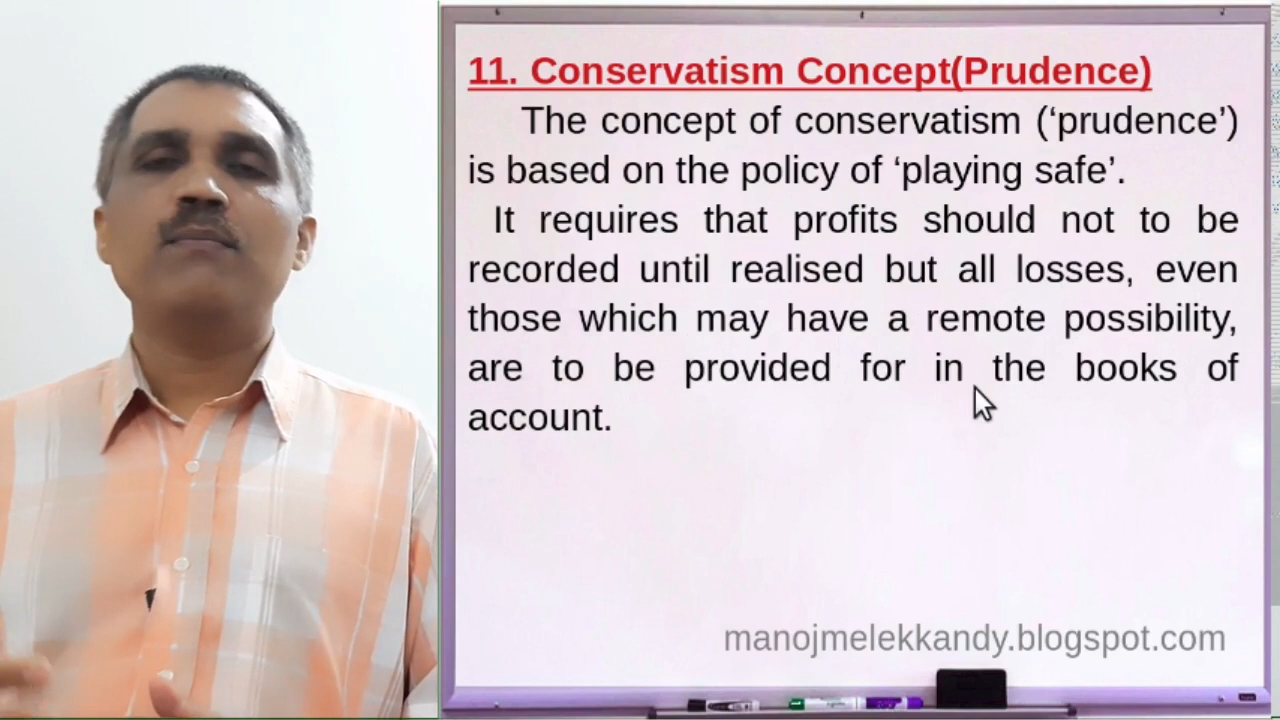 11. Conservatism Concept(Prudence)
The concept of conservatism (‘prudence’)
is based on the policy of ‘playing safe’.
It requires that profits should not to be
recorded until realised but all losses, even
those which may have a remote possibility,
are to be provided for in the books of
account.
manojmelekkandy.blogspot.com